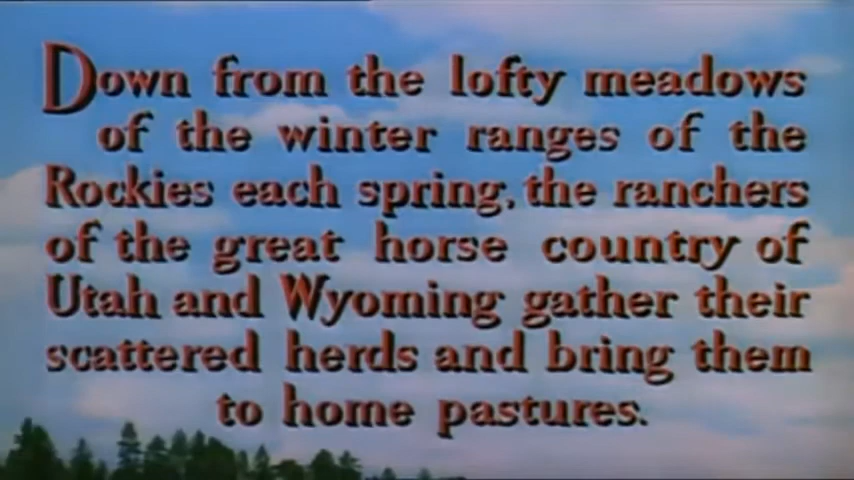 Down from the lofty meadows
of the winter ranges of the
Rockies each spring, the ranchers
of the great horse country of
Utah and Wyoming gather their
scattered herds and bring them
to home pastures.